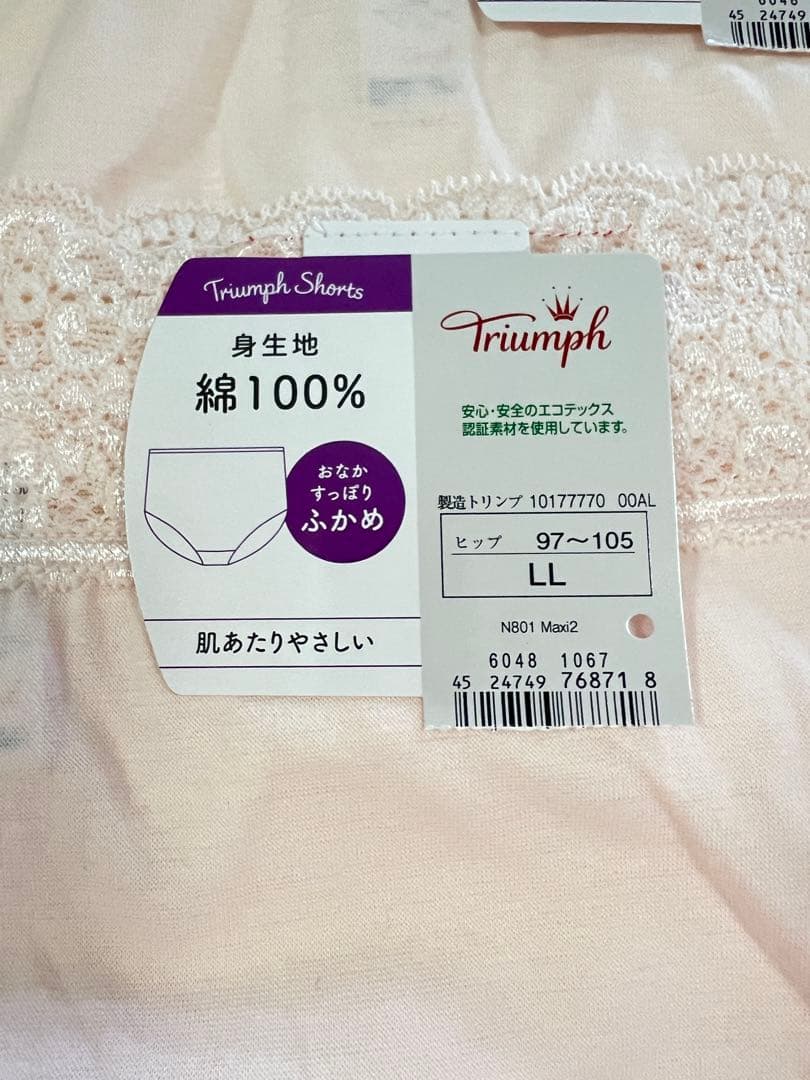 6048
45 24749
Triumph Shorts
身生地
綿100%
おなか
すっぽり
ふかめ
肌あたりやさしい
Triumph
安心・安全のエコテックス
認証素材を使用しています。
製造トリンプ 10177770 00AL
ヒップ 97〜105
LL
N801 Maxi2
6048 1067
45 24749 76871 8